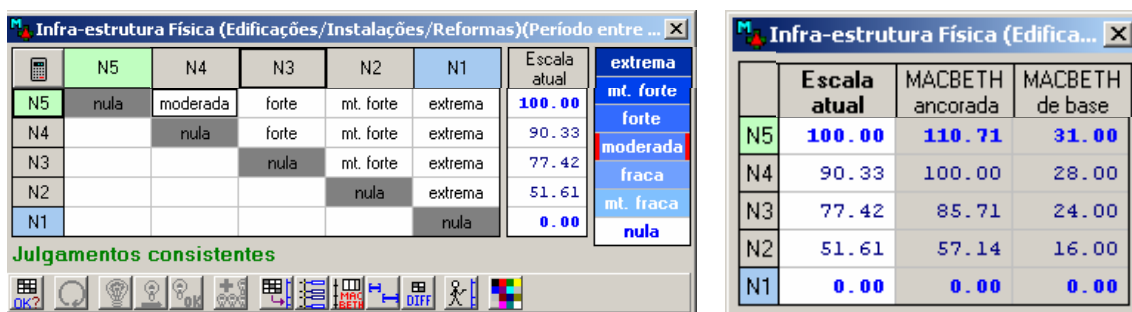 Infra-estrutura Física (Edificações/Instalações/Reformas)(Período entre ...
N5 N4 N3 N2 N1 Escala atual
N5 nula moderada forte mt. forte extrema 100.00
N4 nula forte mt. forte extrema 90.33
N3 nula mt. forte extrema 77.42
N2 nula extrema 51.61
N1 nula 0.00
extrema
mt. forte
forte
moderada
fraca
mt. fraca
nula
Julgamentos consistentes
OK? OK MAC BETH DIFF
Infra-estrutura Física (Edifica...
Escala atual MACBETH ancorada MACBETH de base
N5 100.00 110.71 31.00
N4 90.33 100.00 28.00
N3 77.42 85.71 24.00
N2 51.61 57.14 16.00
N1 0.00 0.00 0.00